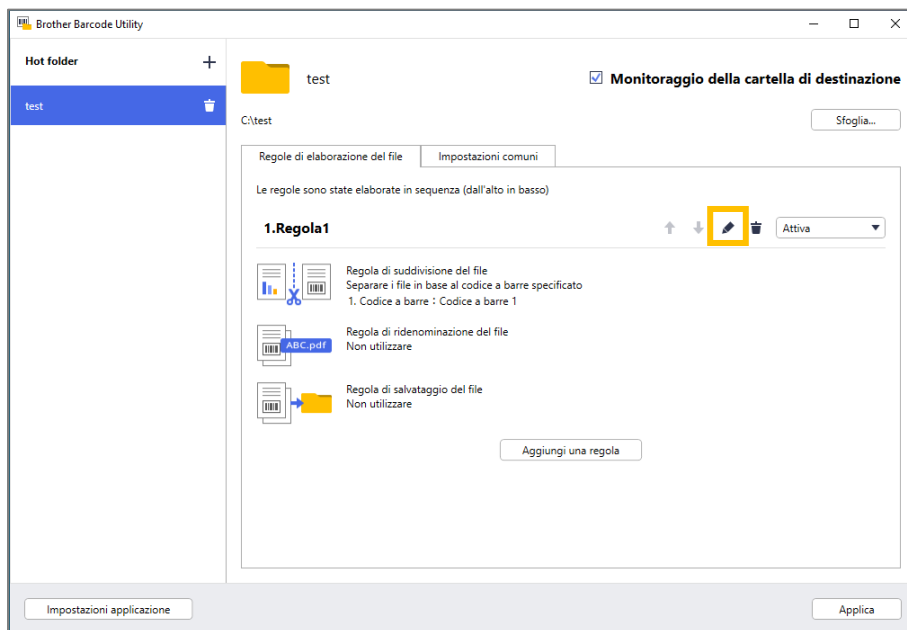 Brother Barcode Utility
Hot folder
test
test
Monitoraggio della cartella di destinazione
C:\test
Sfoglia...
Regole di elaborazione del file
Impostazioni comuni
Le regole sono state elaborate in sequenza (dall'alto in basso)
1.Regola1
Attiva
Regola di suddivisione del file
Separare i file in base al codice a barre specificato
1. Codice a barre : Codice a barre 1
Regola di ridenominazione del file
ABC.pdf
Non utilizzare
Regola di salvataggio del file
Non utilizzare
Aggiungi una regola
Impostazioni applicazione
Applica